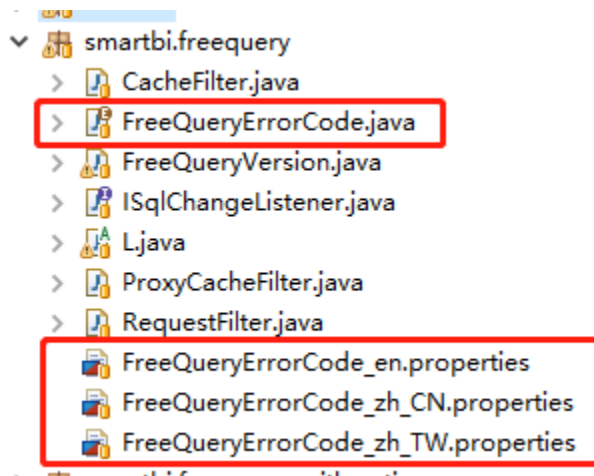 smartbi.freequery
CacheFilter.java
FreeQueryErrorCode.java
FreeQueryVersion.java
ISqlChangeListener.java
L.java
ProxyCacheFilter.java
RequestFilter.java
FreeQueryErrorCode_en.properties
FreeQueryErrorCode_zh_CN.properties
FreeQueryErrorCode_zh_TW.properties